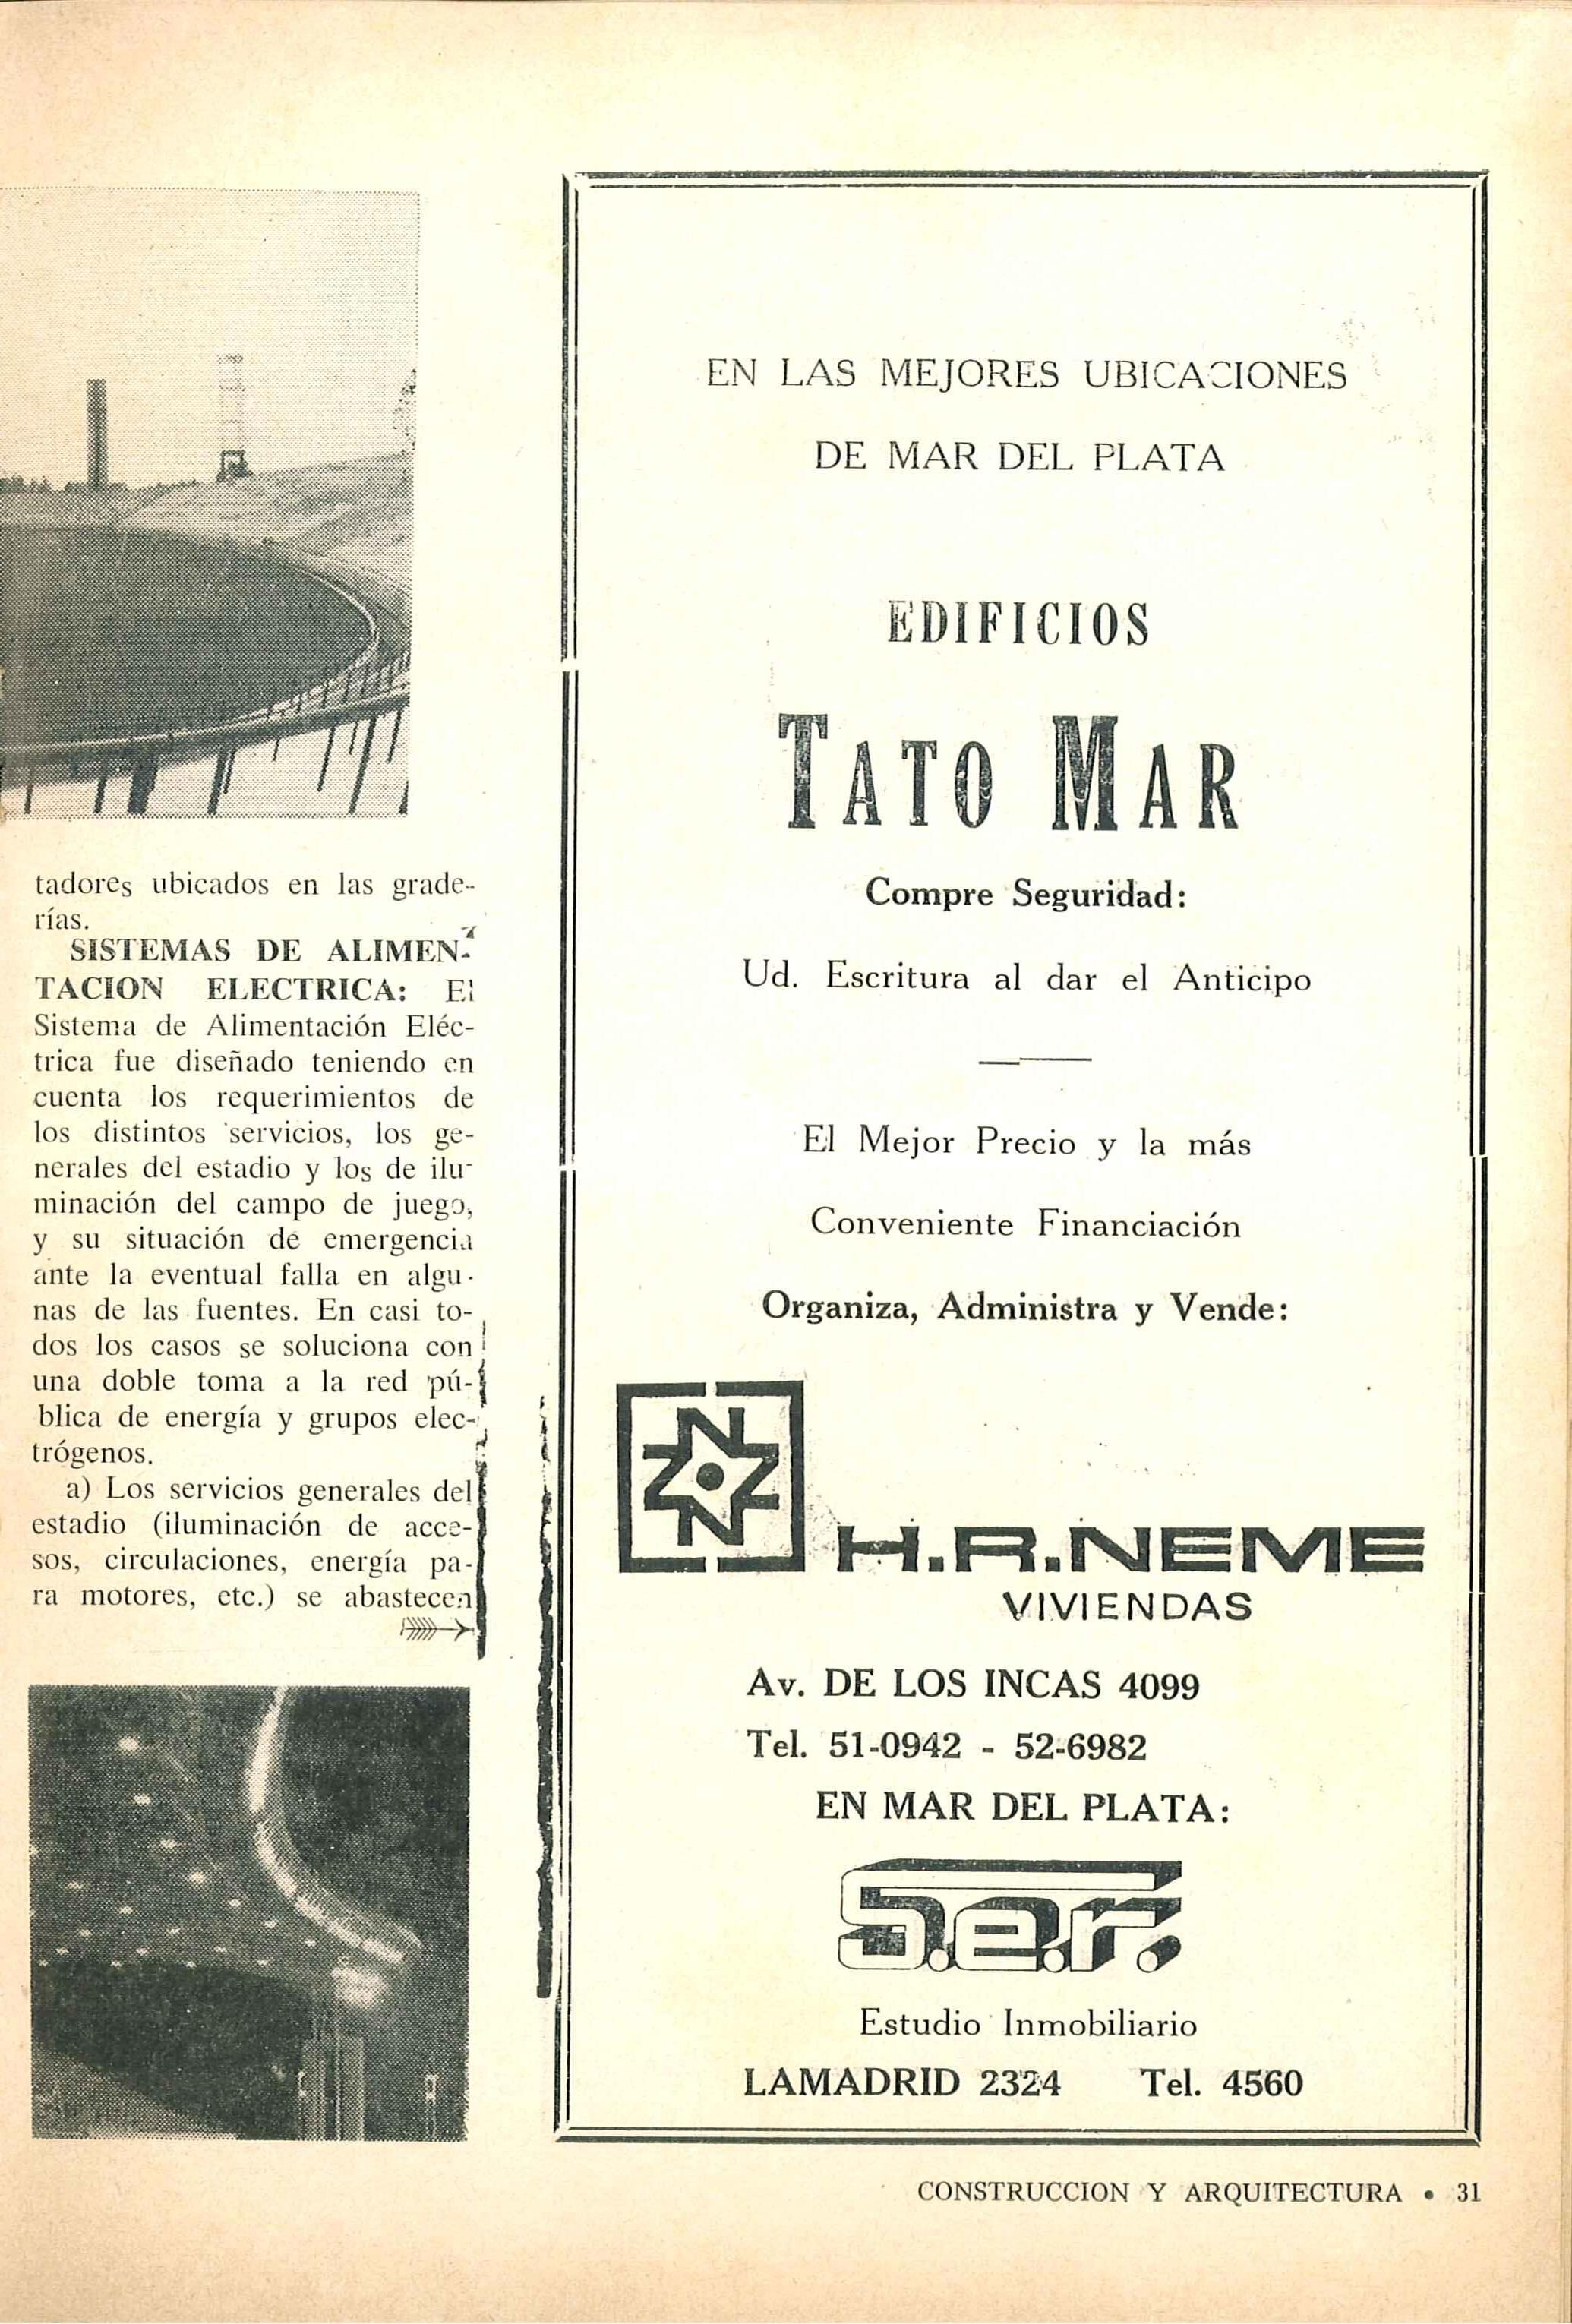 tadores ubicados en las grade-
rías.
SISTEMAS DE ALIMEN-
TACION ELECTRICA: El
Sistema de Alimentación Eléc-
trica fue diseñado teniendo en
cuenta los requerimientos de
los distintos servicios, los ge-
nerales del estadio y los de ilu-
minación del campo de juego,
y su situación de emergencia
ante la eventual falla en algu-
nas de las fuentes. En casi to-
dos los casos se soluciona con
una doble toma a la red pú-
blica de energía y grupos elec-
trógenos.
a) Los servicios generales del
estadio (iluminación de acce-
sos, circulaciones, energía pa-
ra motores, etc.) se abastecen
EN LAS MEJORES UBICACIONES
DE MAR DEL PLATA
EDIFICIOS
TATO MAR
Compre Seguridad:
Ud. Escritura al dar el Anticipo
El Mejor Precio y la más
Conveniente Financiación
Organiza, Administra y Vende:
H.R.NEME
VIVIENDAS
Av. DE LOS INCAS 4099
Tel. 51-0942 - 52-6982
EN MAR DEL PLATA:
S.e.r.
Estudio Inmobiliario
LAMADRID 2324 Tel. 4560
CONSTRUCCION Y ARQUITECTURA • 31